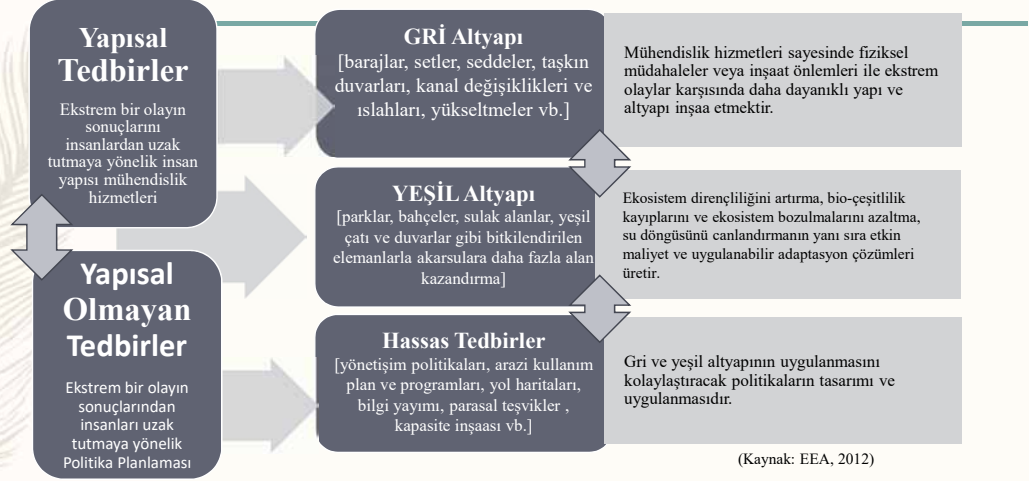 Yapısal
Tedbirler
Ekstrem bir olayın
sonuçlarını
insanlardan uzak
tutmaya yönelik insan
yapısı mühendislik
hizmetleri
Yapısal
Olmayan
Tedbirler
Ekstrem bir olayın
sonuçlarından
insanları uzak
tutmaya yönelik
Politika Planlaması
GRİ Altyapı
[barajlar, setler, seddeler, taşkın
duvarları, kanal değişiklikleri ve
ıslahları, yükseltmeler vb.]
Mühendislik hizmetleri sayesinde fiziksel
müdahaleler veya inşaat önlemleri ile ekstrem
olaylar karşısında daha dayanıklı yapı ve
altyapı inşaa etmektir.
YEŞİL Altyapı
[parklar, bahçeler, sulak alanlar, yeşil
çatı ve duvarlar gibi bitkilendirilen
elemanlarla akarsulara daha fazla alan
kazandırma]
Ekosistem dirençliliğini artırma, bio-çeşitlilik
kayıplarını ve ekosistem bozulmalarını azaltma,
su döngüsünü canlandırmanın yanı sıra etkin
maliyet ve uygulanabilir adaptasyon çözümleri
üretir.
Hassas Tedbirler
[yönetişim politikaları, arazi kullanım
plan ve programları, yol haritaları,
bilgi yayımı, parasal teşvikler ,
kapasite inşaası vb.]
Gri ve yeşil altyapının uygulanmasını
kolaylaştıracak politikaların tasarımı ve
uygulanmasıdır.
(Kaynak: EEA, 2012)